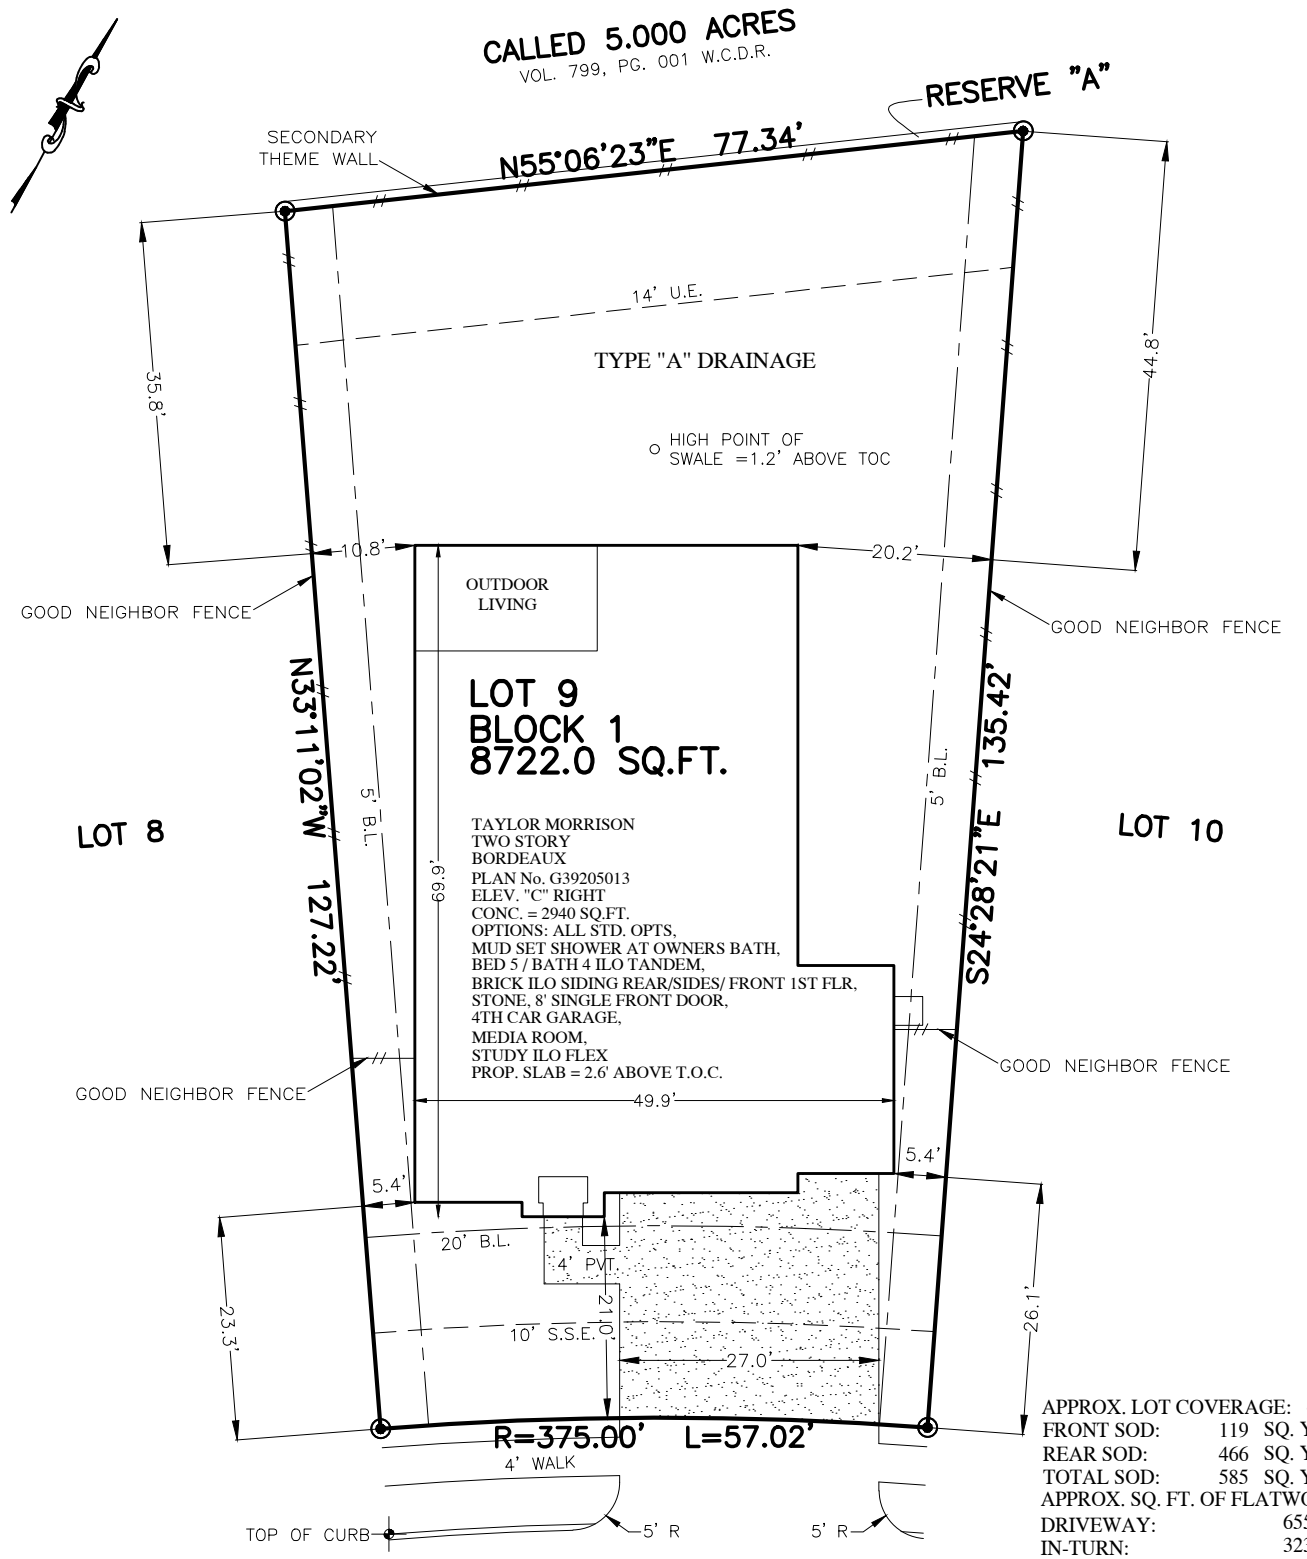 CALLED 5.000 ACRES
VOL. 799, PG. 001 W.C.D.R.
RESERVE "A"
SECONDARY
THEME WALL
N55°06'23"E 77.34'
14' U.E.
TYPE "A" DRAINAGE
35.8'
44.8'
HIGH POINT OF
SWALE =1.2' ABOVE TOC
10.8'
20.2'
OUTDOOR
LIVING
GOOD NEIGHBOR FENCE
GOOD NEIGHBOR FENCE
LOT 9
BLOCK 1
8722.0 SQ.FT.
N33°11'02"W 127.22'
S24°28'21"E 135.42'
5' B.L.
5' B.L.
LOT 8
LOT 10
69.9'
TAYLOR MORRISON
TWO STORY
BORDEAUX
PLAN No. G39205013
ELEV. "C" RIGHT
CONC. = 2940 SQ.FT.
OPTIONS: ALL STD. OPTS,
MUD SET SHOWER AT OWNERS BATH,
BED 5 / BATH 4 ILO TANDEM,
BRICK ILO SIDING REAR/SIDES/ FRONT 1ST FLR,
STONE, 8' SINGLE FRONT DOOR,
4TH CAR GARAGE,
MEDIA ROOM,
STUDY ILO FLEX
PROP. SLAB = 2.6' ABOVE T.O.C.
GOOD NEIGHBOR FENCE
GOOD NEIGHBOR FENCE
49.9'
5.4'
5.4'
20' B.L.
4' PVT.
23.3'
21.0'
26.1'
10' S.S.E.
27.0'
R=375.00' L=57.02'
4' WALK
TOP OF CURB
5' R
5' R
APPROX. LOT COVERAGE:
FRONT SOD: 119 SQ. Y
REAR SOD: 466 SQ. Y
TOTAL SOD: 585 SQ. Y
APPROX. SQ. FT. OF FLATWO
DRIVEWAY: 655
IN-TURN: 323